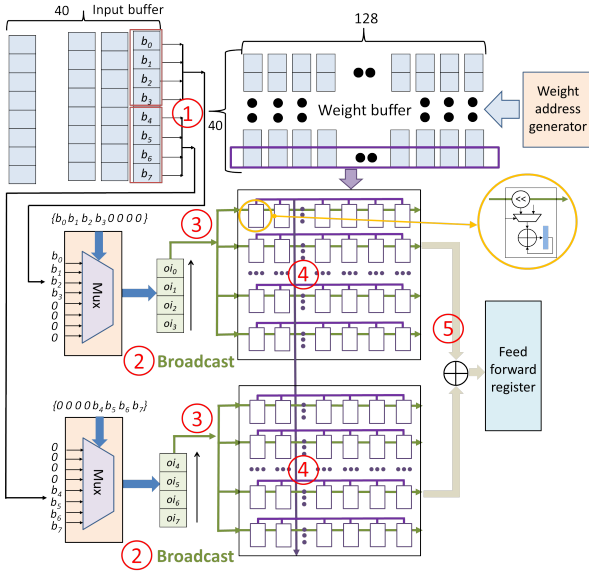 40
Input buffer
b0
b1
b2
b3
b4
b5
b6
b7
1
128
40
Weight buffer
Weight
address
generator
{b0 b1 b2 b3 0 0 0 0}
b0
b1
b2
b3
0
0
0
0
Mux
oi0
oi1
oi2
oi3
3
4
<<
2 Broadcast
5
Feed
forward
register
{0 0 0 0 b4 b5 b6 b7}
0
0
0
0
b4
b5
b6
b7
Mux
oi4
oi5
oi6
oi7
3
4
2 Broadcast